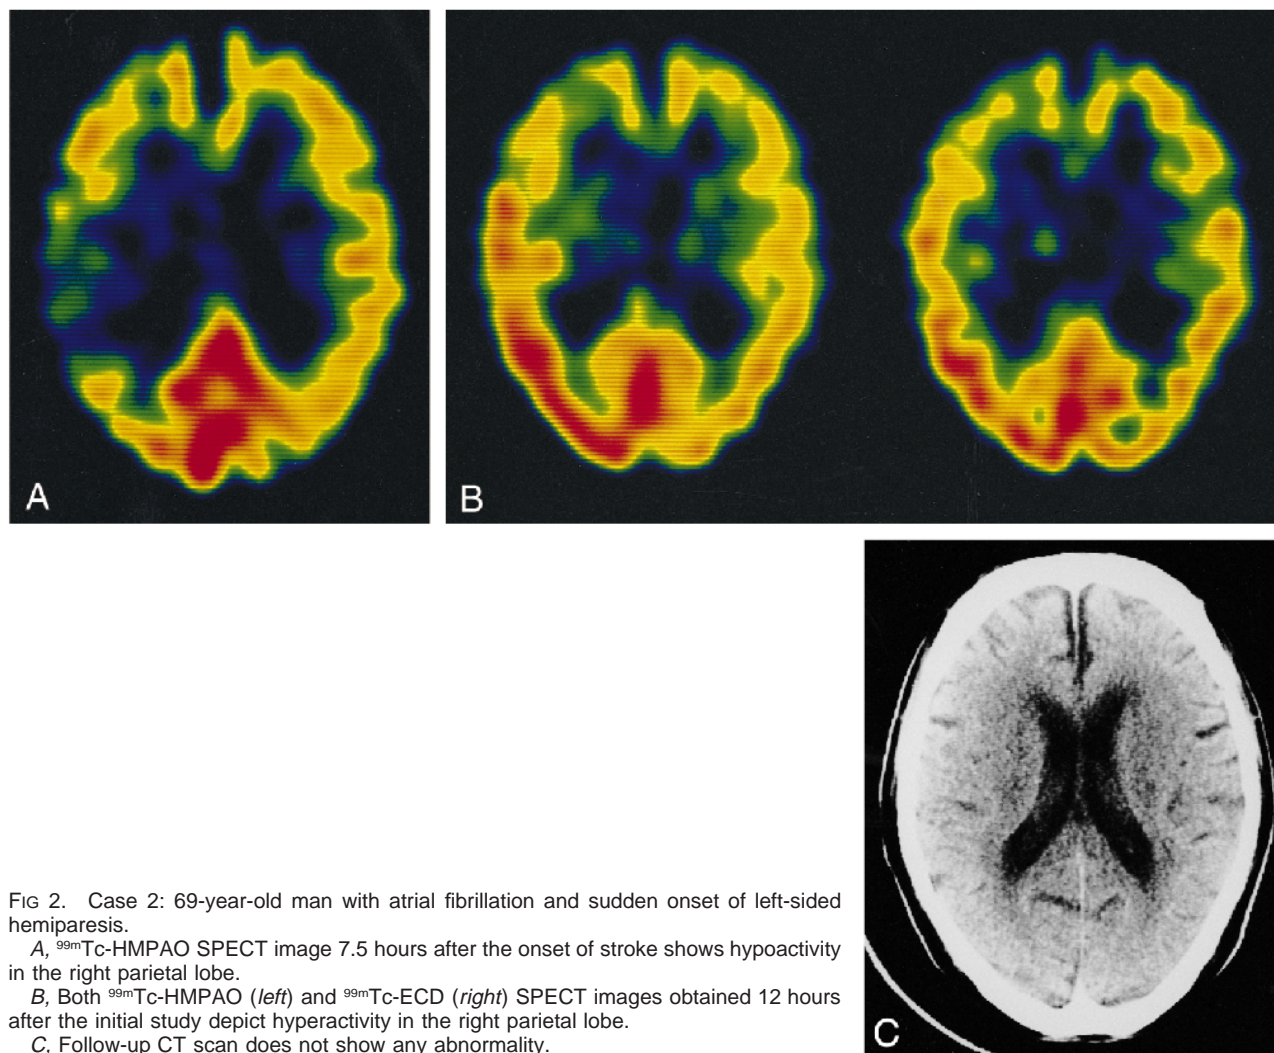 A
B
C
FIG 2. Case 2: 69-year-old man with atrial fibrillation and sudden onset of left-sided
hemiparesis.
A, ⁹⁹ᵐTc-HMPAO SPECT image 7.5 hours after the onset of stroke shows hypoactivity
in the right parietal lobe.
B, Both ⁹⁹ᵐTc-HMPAO (left) and ⁹⁹ᵐTc-ECD (right) SPECT images obtained 12 hours
after the initial study depict hyperactivity in the right parietal lobe.
C, Follow-up CT scan does not show any abnormality.